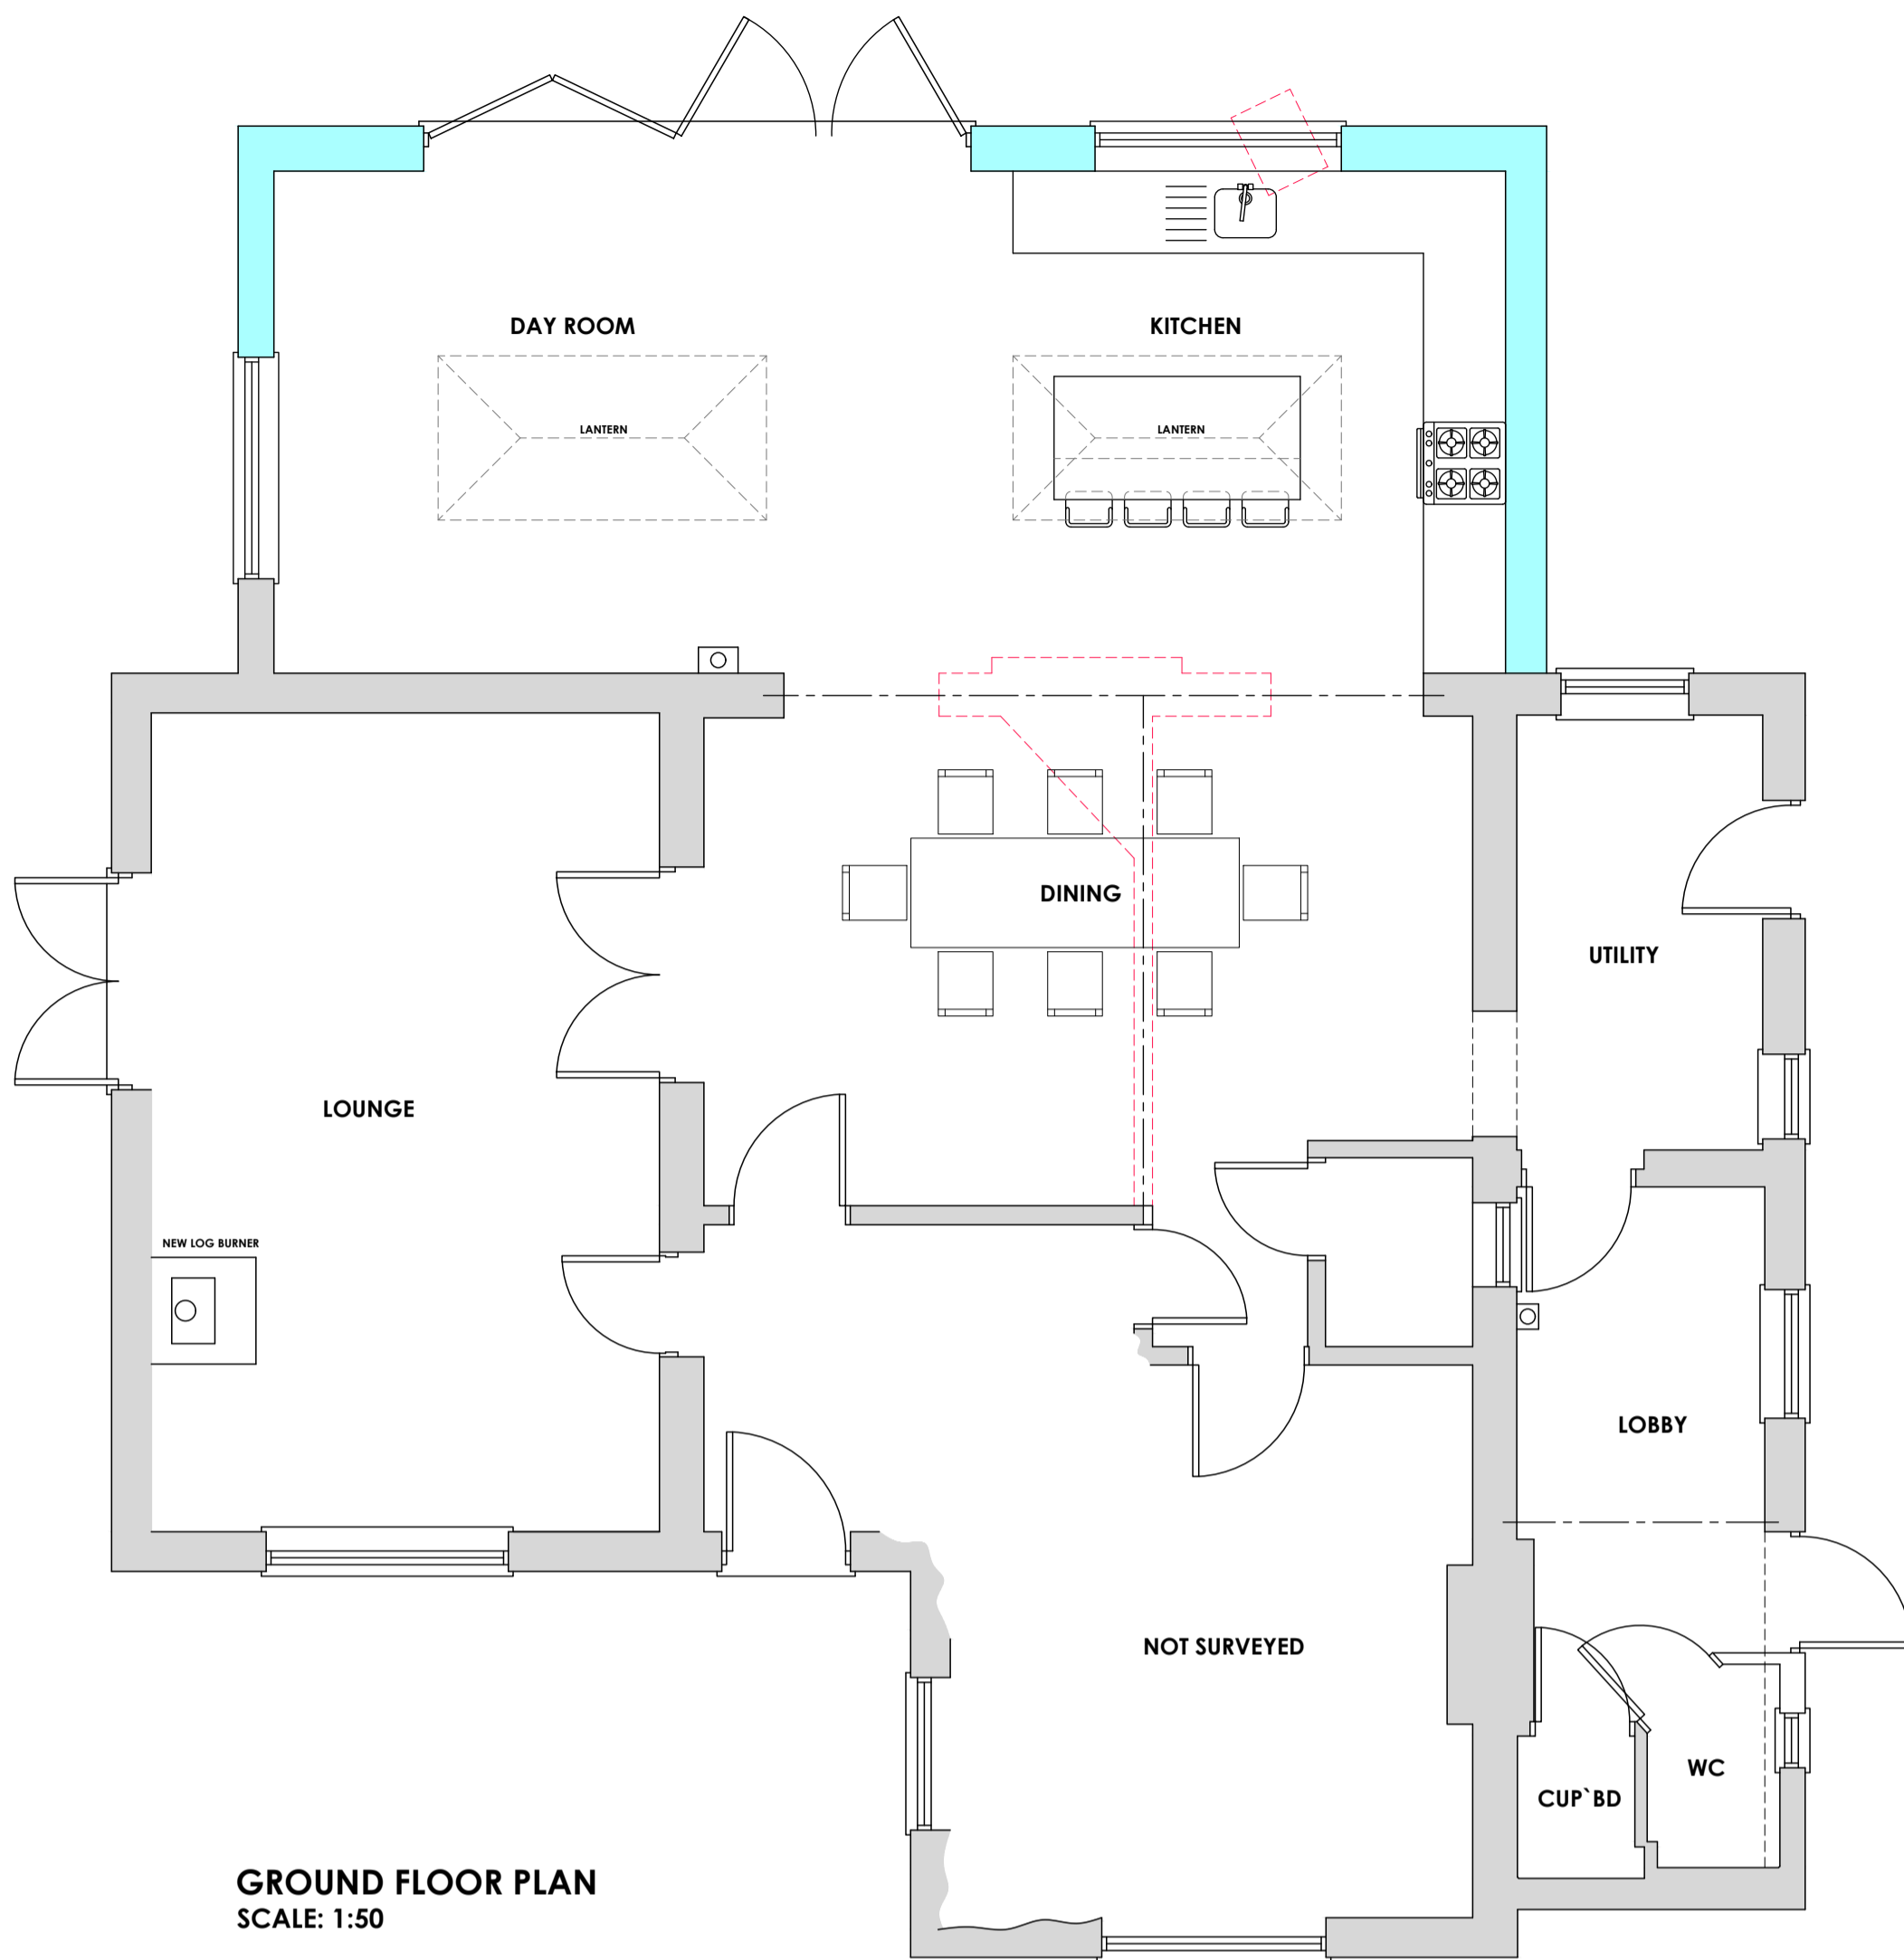 DAY ROOM
KITCHEN
LANTERN
LANTERN
DINING
UTILITY
LOUNGE
NEW LOG BURNER
LOBBY
NOT SURVEYED
WC
CUP`BD
GROUND FLOOR PLAN
SCALE: 1:50